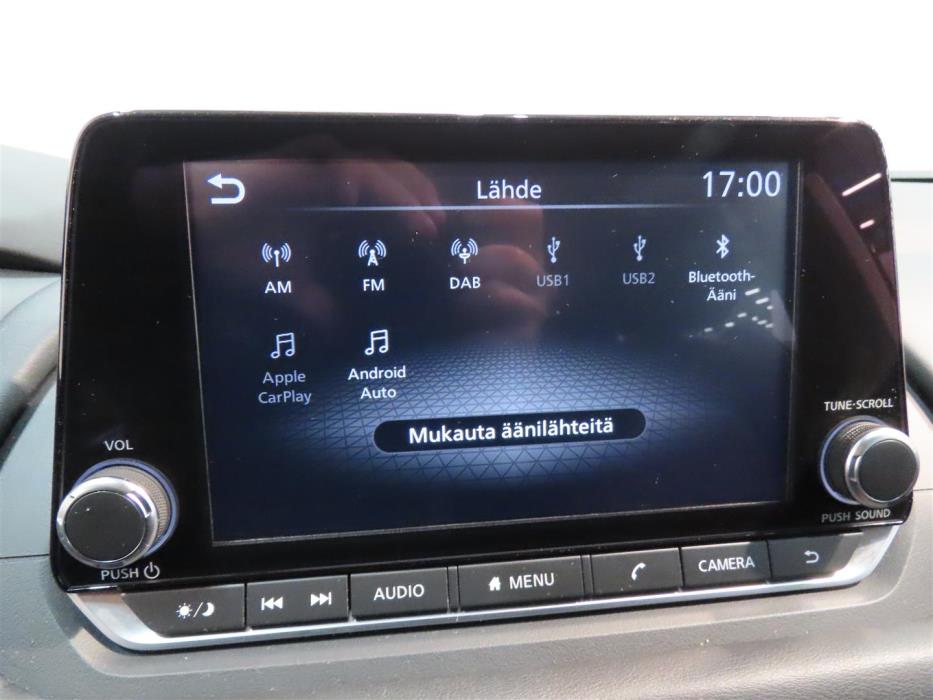 Lähde
17:00
AM
FM
DAB
USB1
USB2
Bluetooth-
Ääni
Apple
CarPlay
Android
Auto
Mukauta äänilähteitä
VOL
PUSH
TUNE·SCROLL
PUSH SOUND
AUDIO
MENU
CAMERA